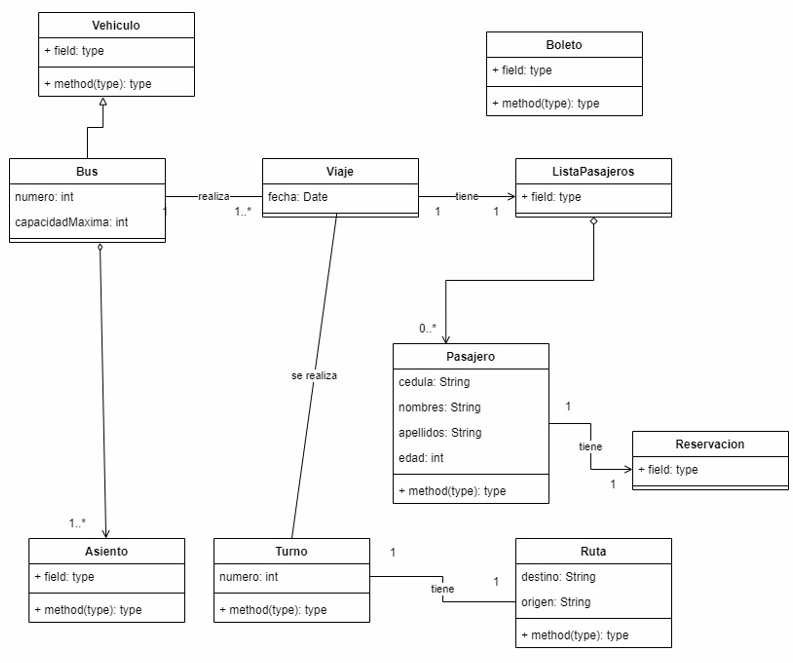 Vehiculo
+ field: type
+ method(type): type
Boleto
+ field: type
+ method(type): type
Bus
numero: int
capacidadMaxima: int
realiza
1
1..*
Viaje
fecha: Date
tiene
1
1
ListaPasajeros
+ field: type
0..*
Pasajero
cedula: String
nombres: String
apellidos: String
edad: int
+ method(type): type
se realiza
1
tiene
1
Reservacion
+ field: type
1..*
Asiento
+ field: type
+ method(type): type
Turno
numero: int
+ method(type): type
1
tiene
1
Ruta
destino: String
origen: String
+ method(type): type